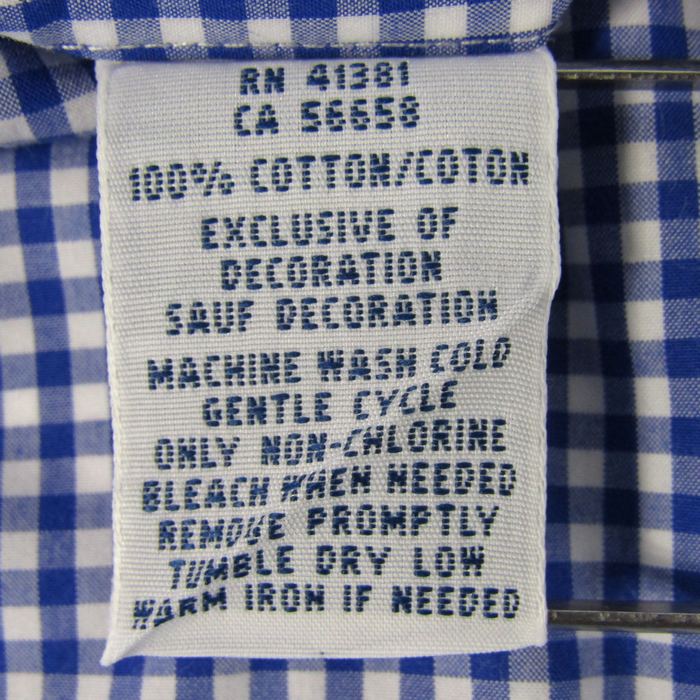 RN 41381
CA 56658
100% COTTON/COTON
EXCLUSIVE OF
DECORATION
SAUF DECORATION
MACHINE WASH COLD
GENTLE CYCLE
ONLY NON-CHLORINE
BLEACH WHEN NEEDED
REMOVE PROMPTLY
TUMBLE DRY LOW
WARM IRON IF NEEDED